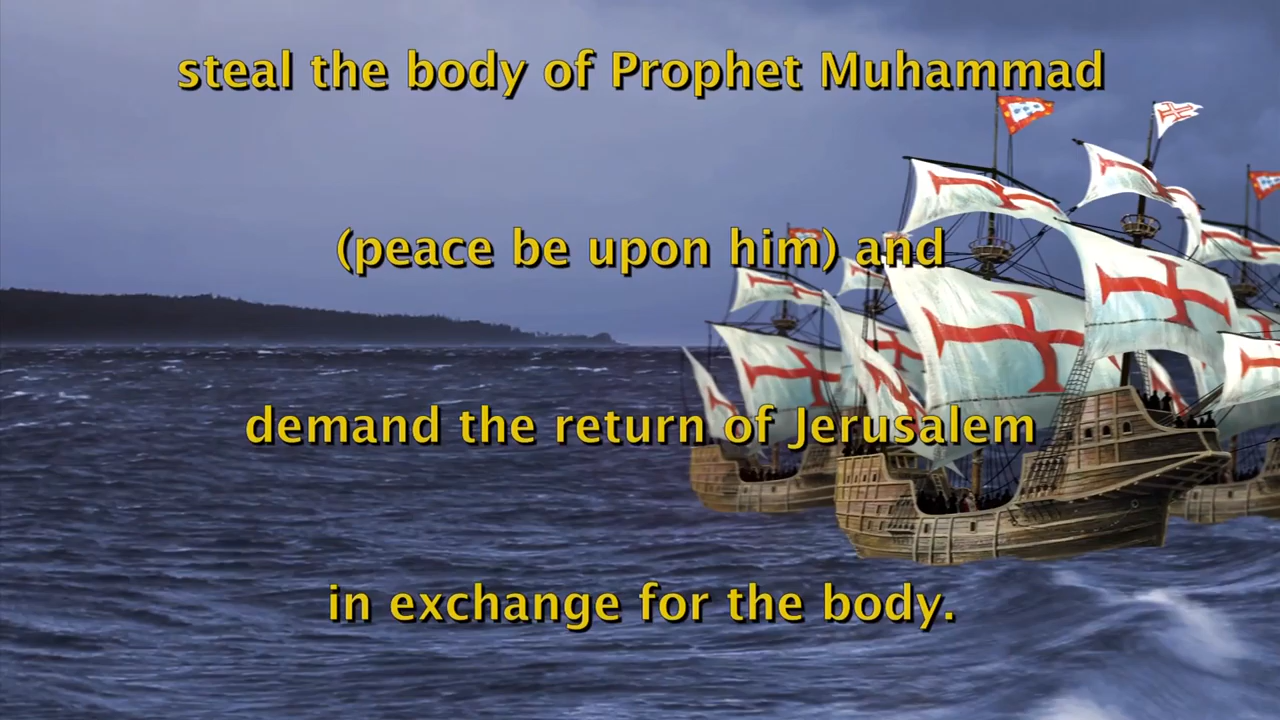 steal the body of Prophet Muhammad
(peace be upon him) and
demand the return of Jerusalem
in exchange for the body.